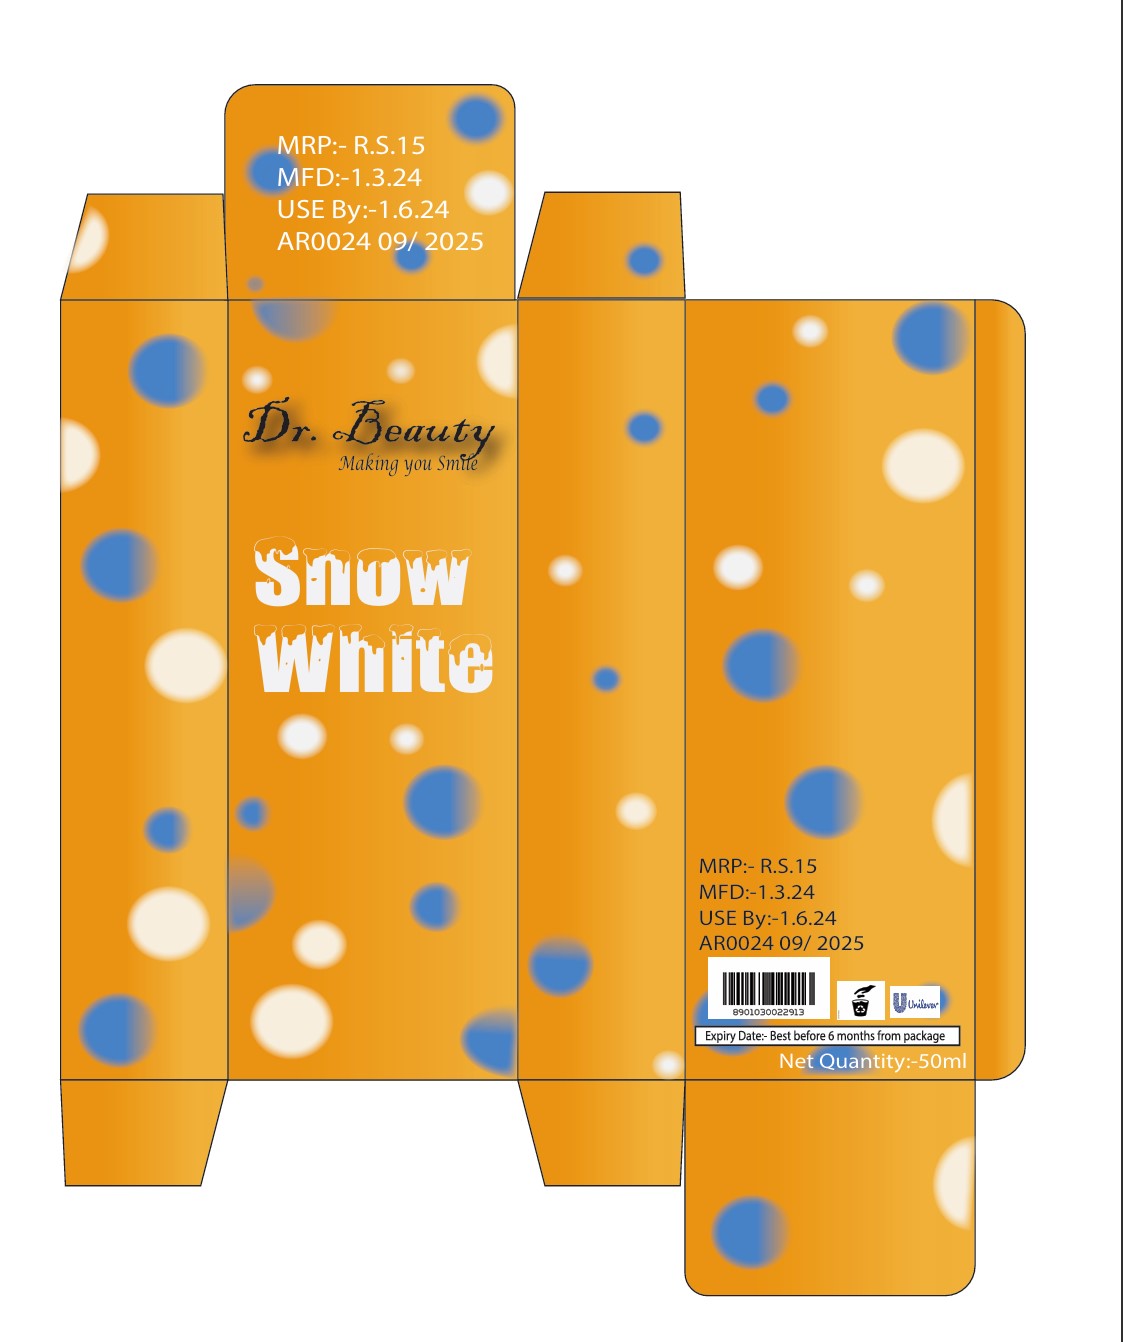 MRP:- R.S.15
MFD:-1.3.24
USE By:-1.6.24
AR0024 09/ 2025
Dr. Beauty
Making you Smile
Snow
White
MRP:- R.S.15
MFD:-1.3.24
USE By:-1.6.24
AR0024 09/ 2025
8901030022913
Unilever
Expiry Date:- Best before 6 months from package
Net Quantity:-50ml